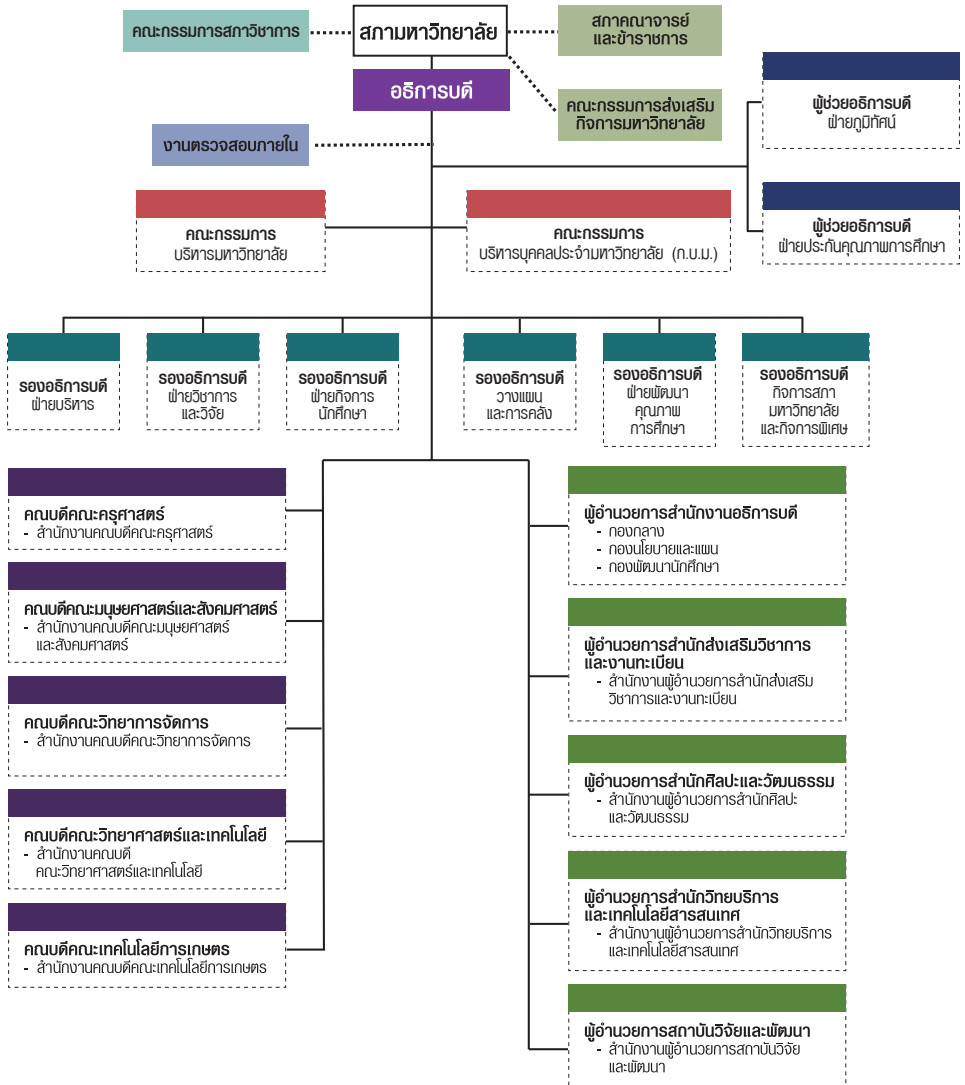 คณะกรรมการสภาวิชาการ
สภามหาวิทยาลัย
สภาคณาจารย์
และข้าราชการ
อธิการบดี
คณะกรรมการส่งเสริม
กิจการมหาวิทยาลัย
งานตรวจสอบภายใน
ผู้ช่วยอธิการบดี
ฝ่ายภูมิทัศน์
ผู้ช่วยอธิการบดี
ฝ่ายประกันคุณภาพการศึกษา
คณะกรรมการ
บริหารมหาวิทยาลัย
คณะกรรมการ
บริหารบุคคลประจำมหาวิทยาลัย (ก.บ.ม.)
รองอธิการบดี
ฝ่ายบริหาร
รองอธิการบดี
ฝ่ายวิชาการ
และวิจัย
รองอธิการบดี
ฝ่ายกิจการ
นักศึกษา
รองอธิการบดี
วางแผน
และการคลัง
รองอธิการบดี
ฝ่ายพัฒนา
คุณภาพ
การศึกษา
รองอธิการบดี
กิจการสภา
มหาวิทยาลัย
และกิจการพิเศษ
คณบดีคณะครุศาสตร์
- สำนักงานคณบดีคณะครุศาสตร์
คณบดีคณะมนุษยศาสตร์และสังคมศาสตร์
- สำนักงานคณบดีคณะมนุษยศาสตร์
และสังคมศาสตร์
คณบดีคณะวิทยาการจัดการ
- สำนักงานคณบดีคณะวิทยาการจัดการ
คณบดีคณะวิทยาศาสตร์และเทคโนโลยี
- สำนักงานคณบดี
คณะวิทยาศาสตร์และเทคโนโลยี
คณบดีคณะเทคโนโลยีการเกษตร
- สำนักงานคณบดีคณะเทคโนโลยีการเกษตร
ผู้อำนวยการสำนักงานอธิการบดี
- กองกลาง
- กองนโยบายและแผน
- กองพัฒนานักศึกษา
ผู้อำนวยการสำนักส่งเสริมวิชาการ
และงานทะเบียน
- สำนักงานผู้อำนวยการสำนักส่งเสริม
วิชาการและงานทะเบียน
ผู้อำนวยการสำนักศิลปะและวัฒนธรรม
- สำนักงานผู้อำนวยการสำนักศิลปะ
และวัฒนธรรม
ผู้อำนวยการสำนักวิทยบริการ
และเทคโนโลยีสารสนเทศ
- สำนักงานผู้อำนวยการสำนักวิทยบริการ
และเทคโนโลยีสารสนเทศ
ผู้อำนวยการสถาบันวิจัยและพัฒนา
- สำนักงานผู้อำนวยการสถาบันวิจัย
และพัฒนา